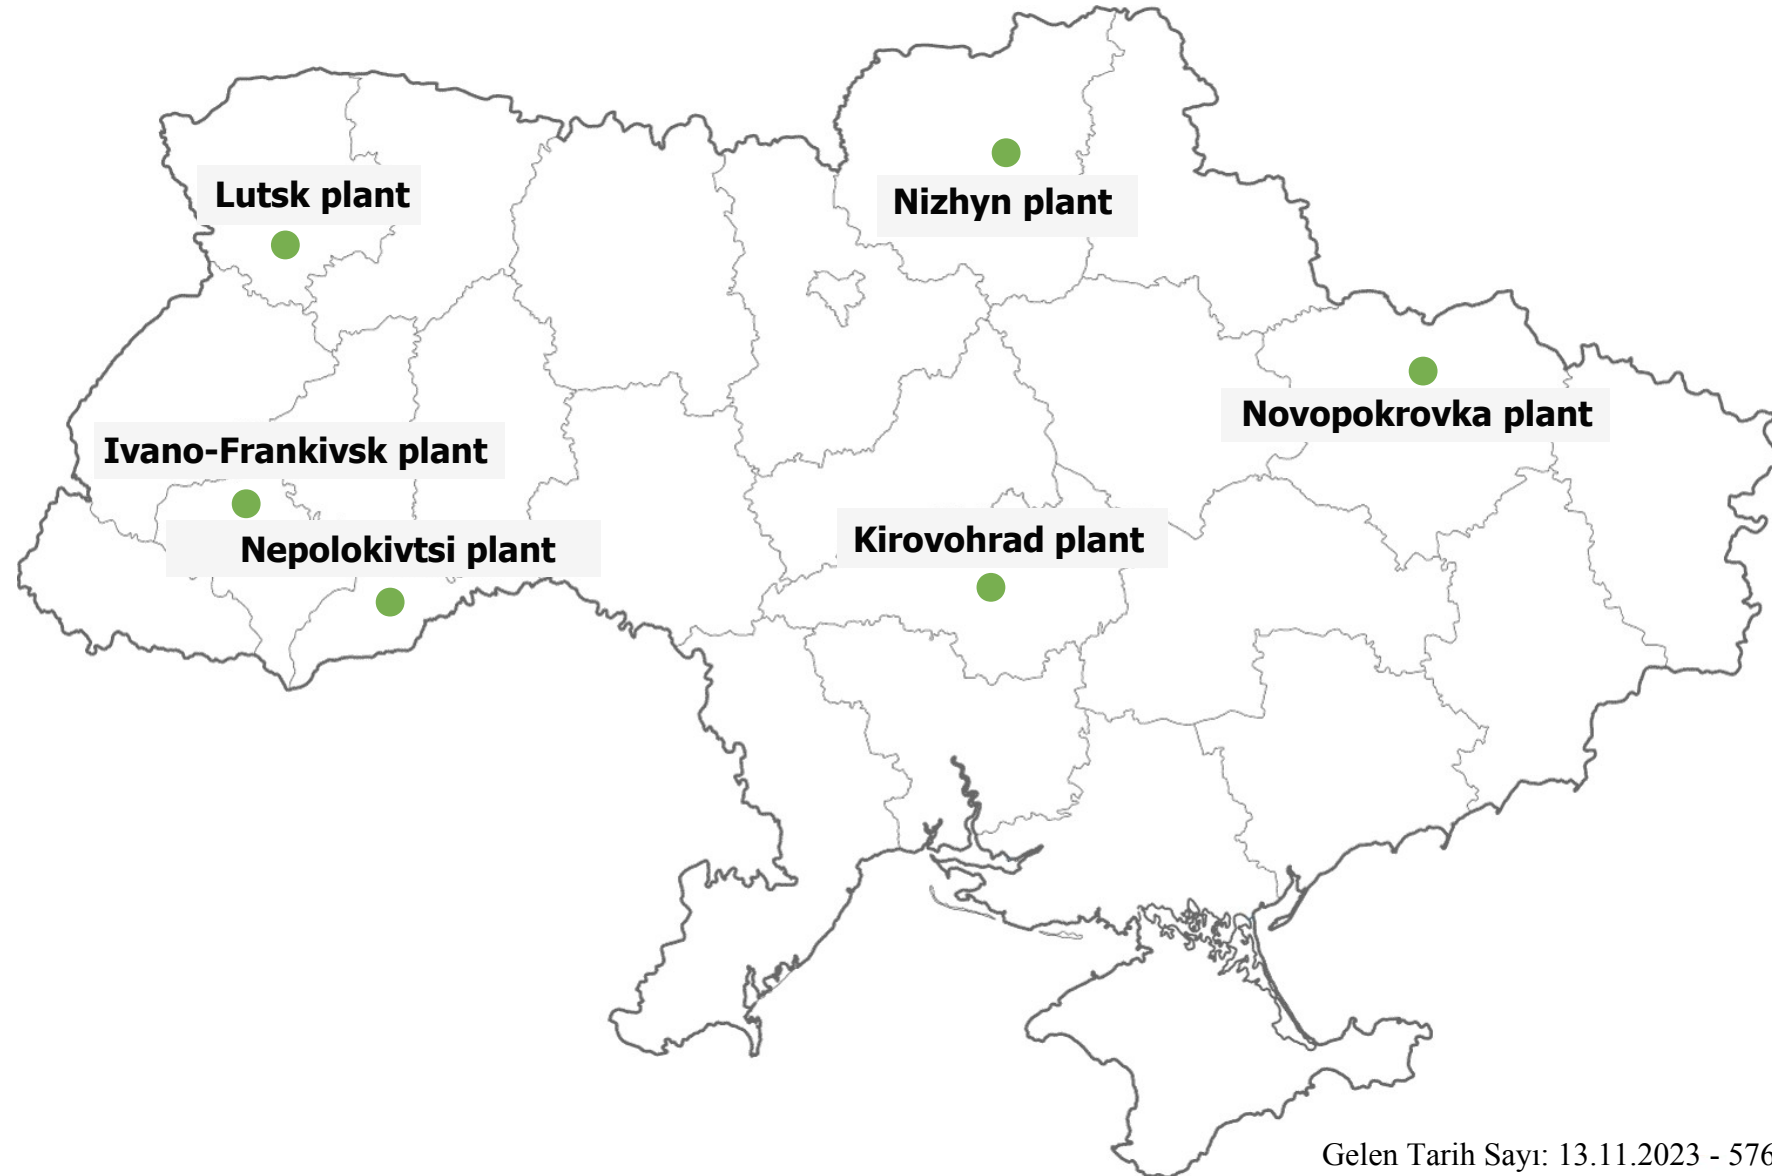 Lutsk plant
Nizhyn plant
Novopokrovka plant
Ivano-Frankivsk plant
Nepolokivtsi plant
Kirovohrad plant
Gelen Tarih Sayı: 13.11.2023 - 576